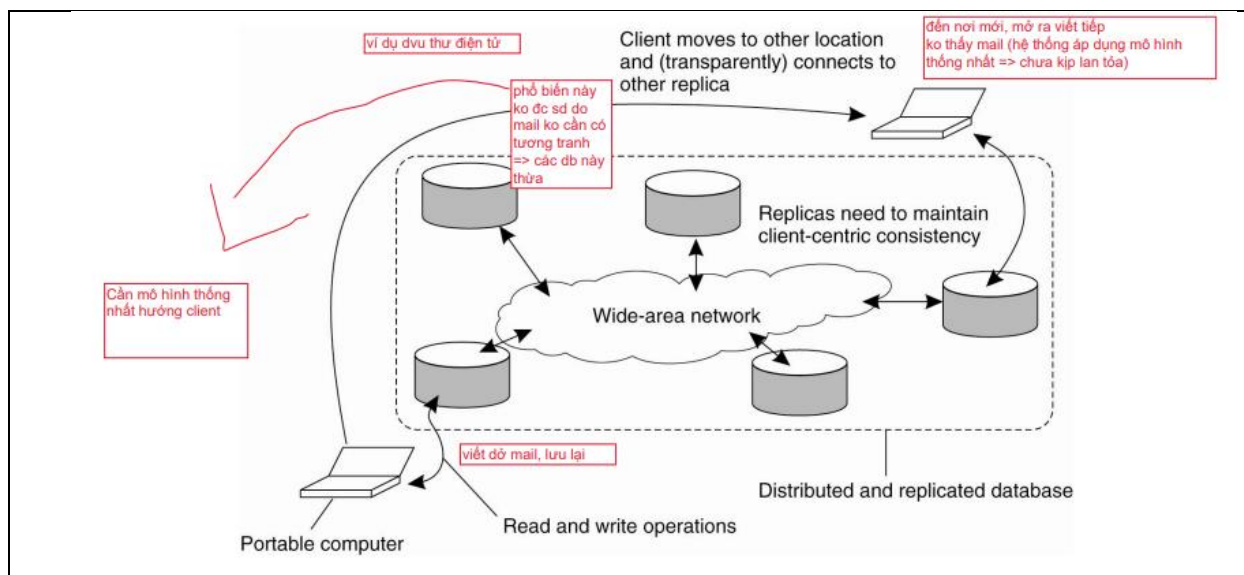 ví dụ dvu thư điện tử
Client moves to other location
and (transparently) connects to
other replica
đến nơi mới, mở ra viết tiếp
ko thấy mail (hệ thống áp dụng mô hình
thống nhất => chưa kịp lan tỏa)
phổ biến này
ko đc sd do
mail ko cần có
tương tranh
=> các db này
thừa
Replicas need to maintain
client-centric consistency
Cần mô hình thống
nhất hướng client
Wide-area network
viết dở mail, lưu lại
Distributed and replicated database
Read and write operations
Portable computer